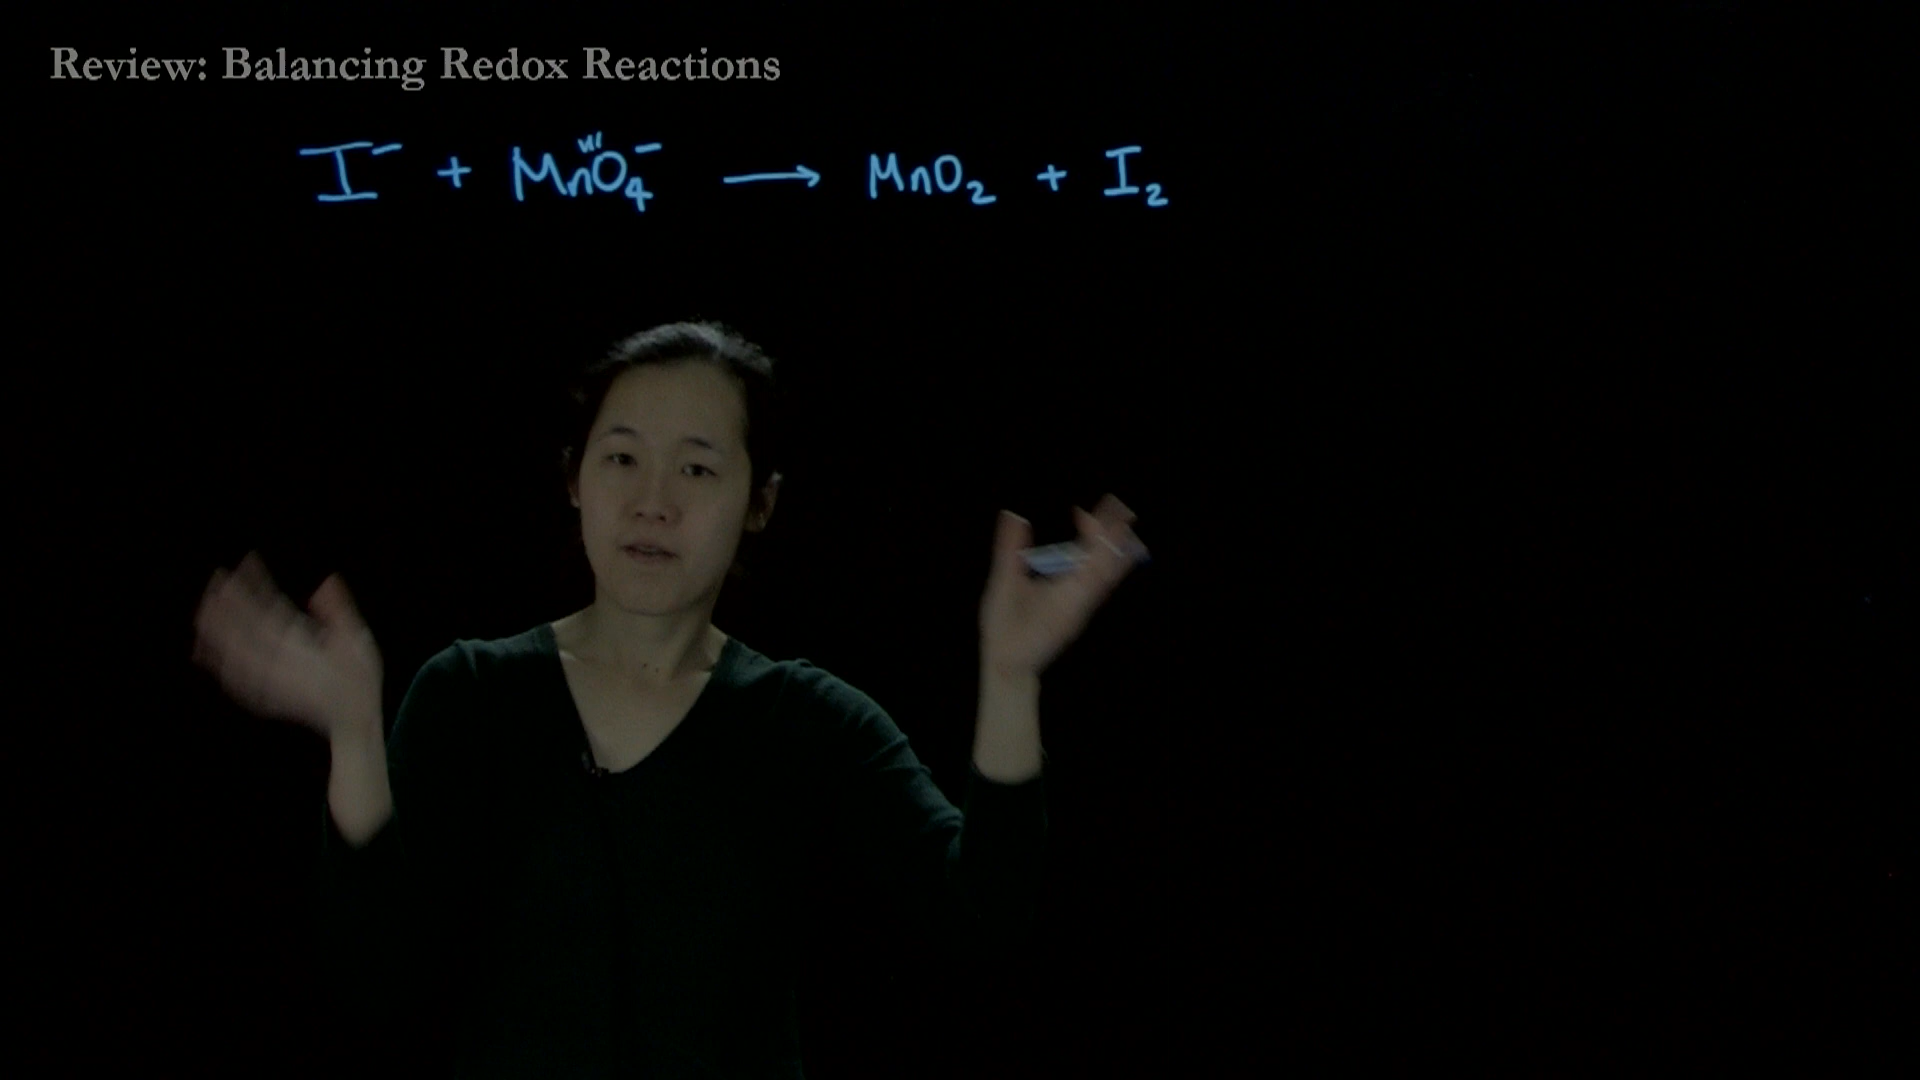 Review: Balancing Redox Reactions
I⁻ + MnO₄⁻ → MnO₂ + I₂